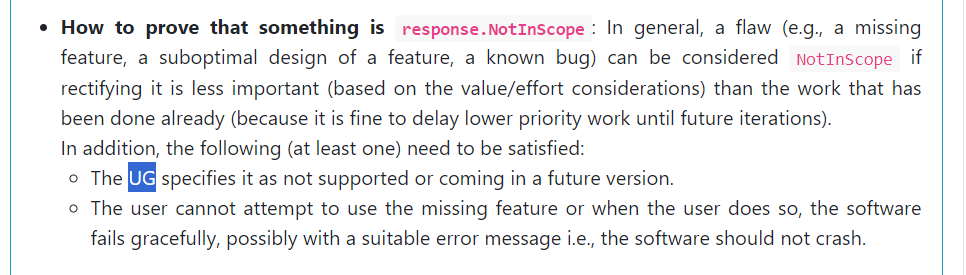 • How to prove that something is response.NotInScope : In general, a flaw (e.g., a missing
feature, a suboptimal design of a feature, a known bug) can be considered NotInScope if
rectifying it is less important (based on the value/effort considerations) than the work that has
been done already (because it is fine to delay lower priority work until future iterations).
In addition, the following (at least one) need to be satisfied:
○ The UG specifies it as not supported or coming in a future version.
○ The user cannot attempt to use the missing feature or when the user does so, the software
fails gracefully, possibly with a suitable error message i.e., the software should not crash.